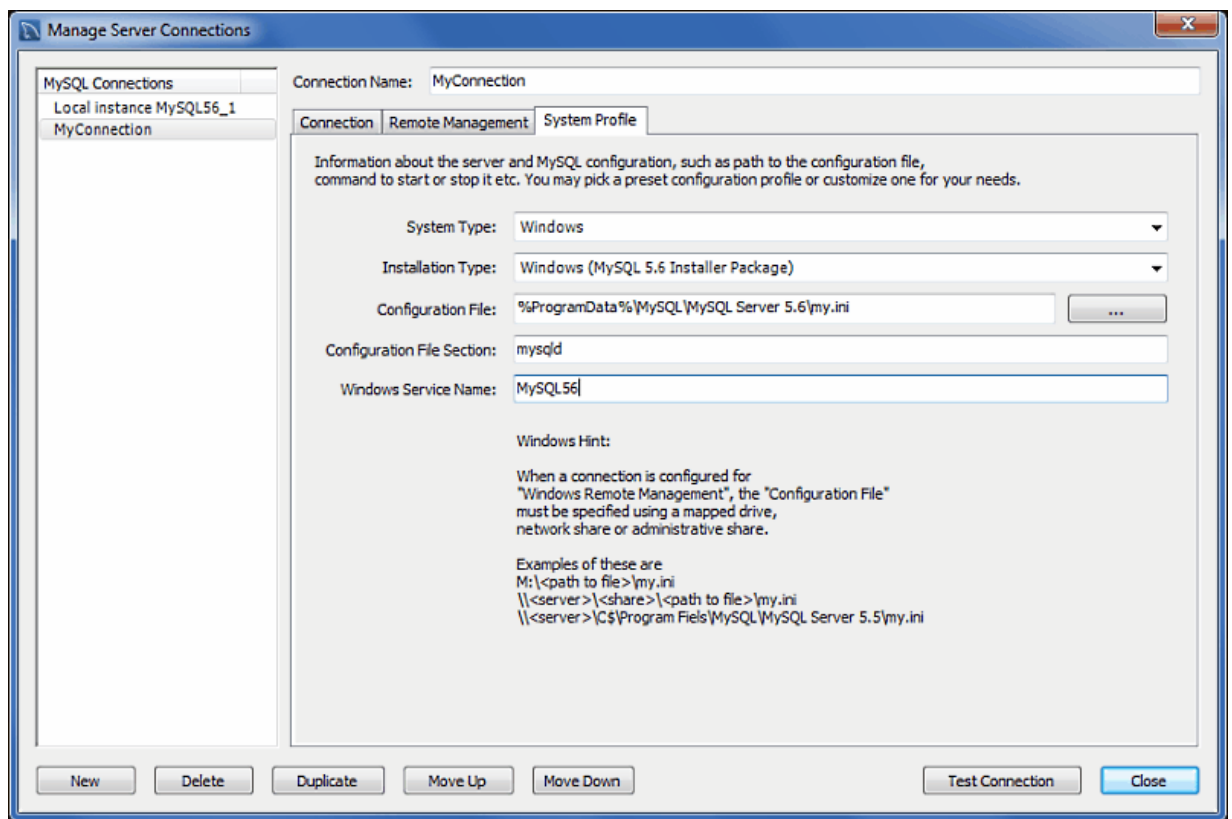 Manage Server Connections
MySQL Connections
Local instance MySQL56_1
MyConnection
Connection Name: MyConnection
Connection Remote Management System Profile
Information about the server and MySQL configuration, such as path to the configuration file,
command to start or stop it etc. You may pick a preset configuration profile or customize one for your needs.
System Type: Windows
Installation Type: Windows (MySQL 5.6 Installer Package)
Configuration File: %ProgramData%\MySQL\MySQL Server 5.6\my.ini ...
Configuration File Section: mysqld
Windows Service Name: MySQL56
Windows Hint:
When a connection is configured for
"Windows Remote Management", the "Configuration File"
must be specified using a mapped drive,
network share or administrative share.
Examples of these are
M:\<path to file>\my.ini
\\<server>\<share>\<path to file>\my.ini
\\<server>\C$\Program Fiels\MySQL\MySQL Server 5.5\my.ini
New Delete Duplicate Move Up Move Down Test Connection Close